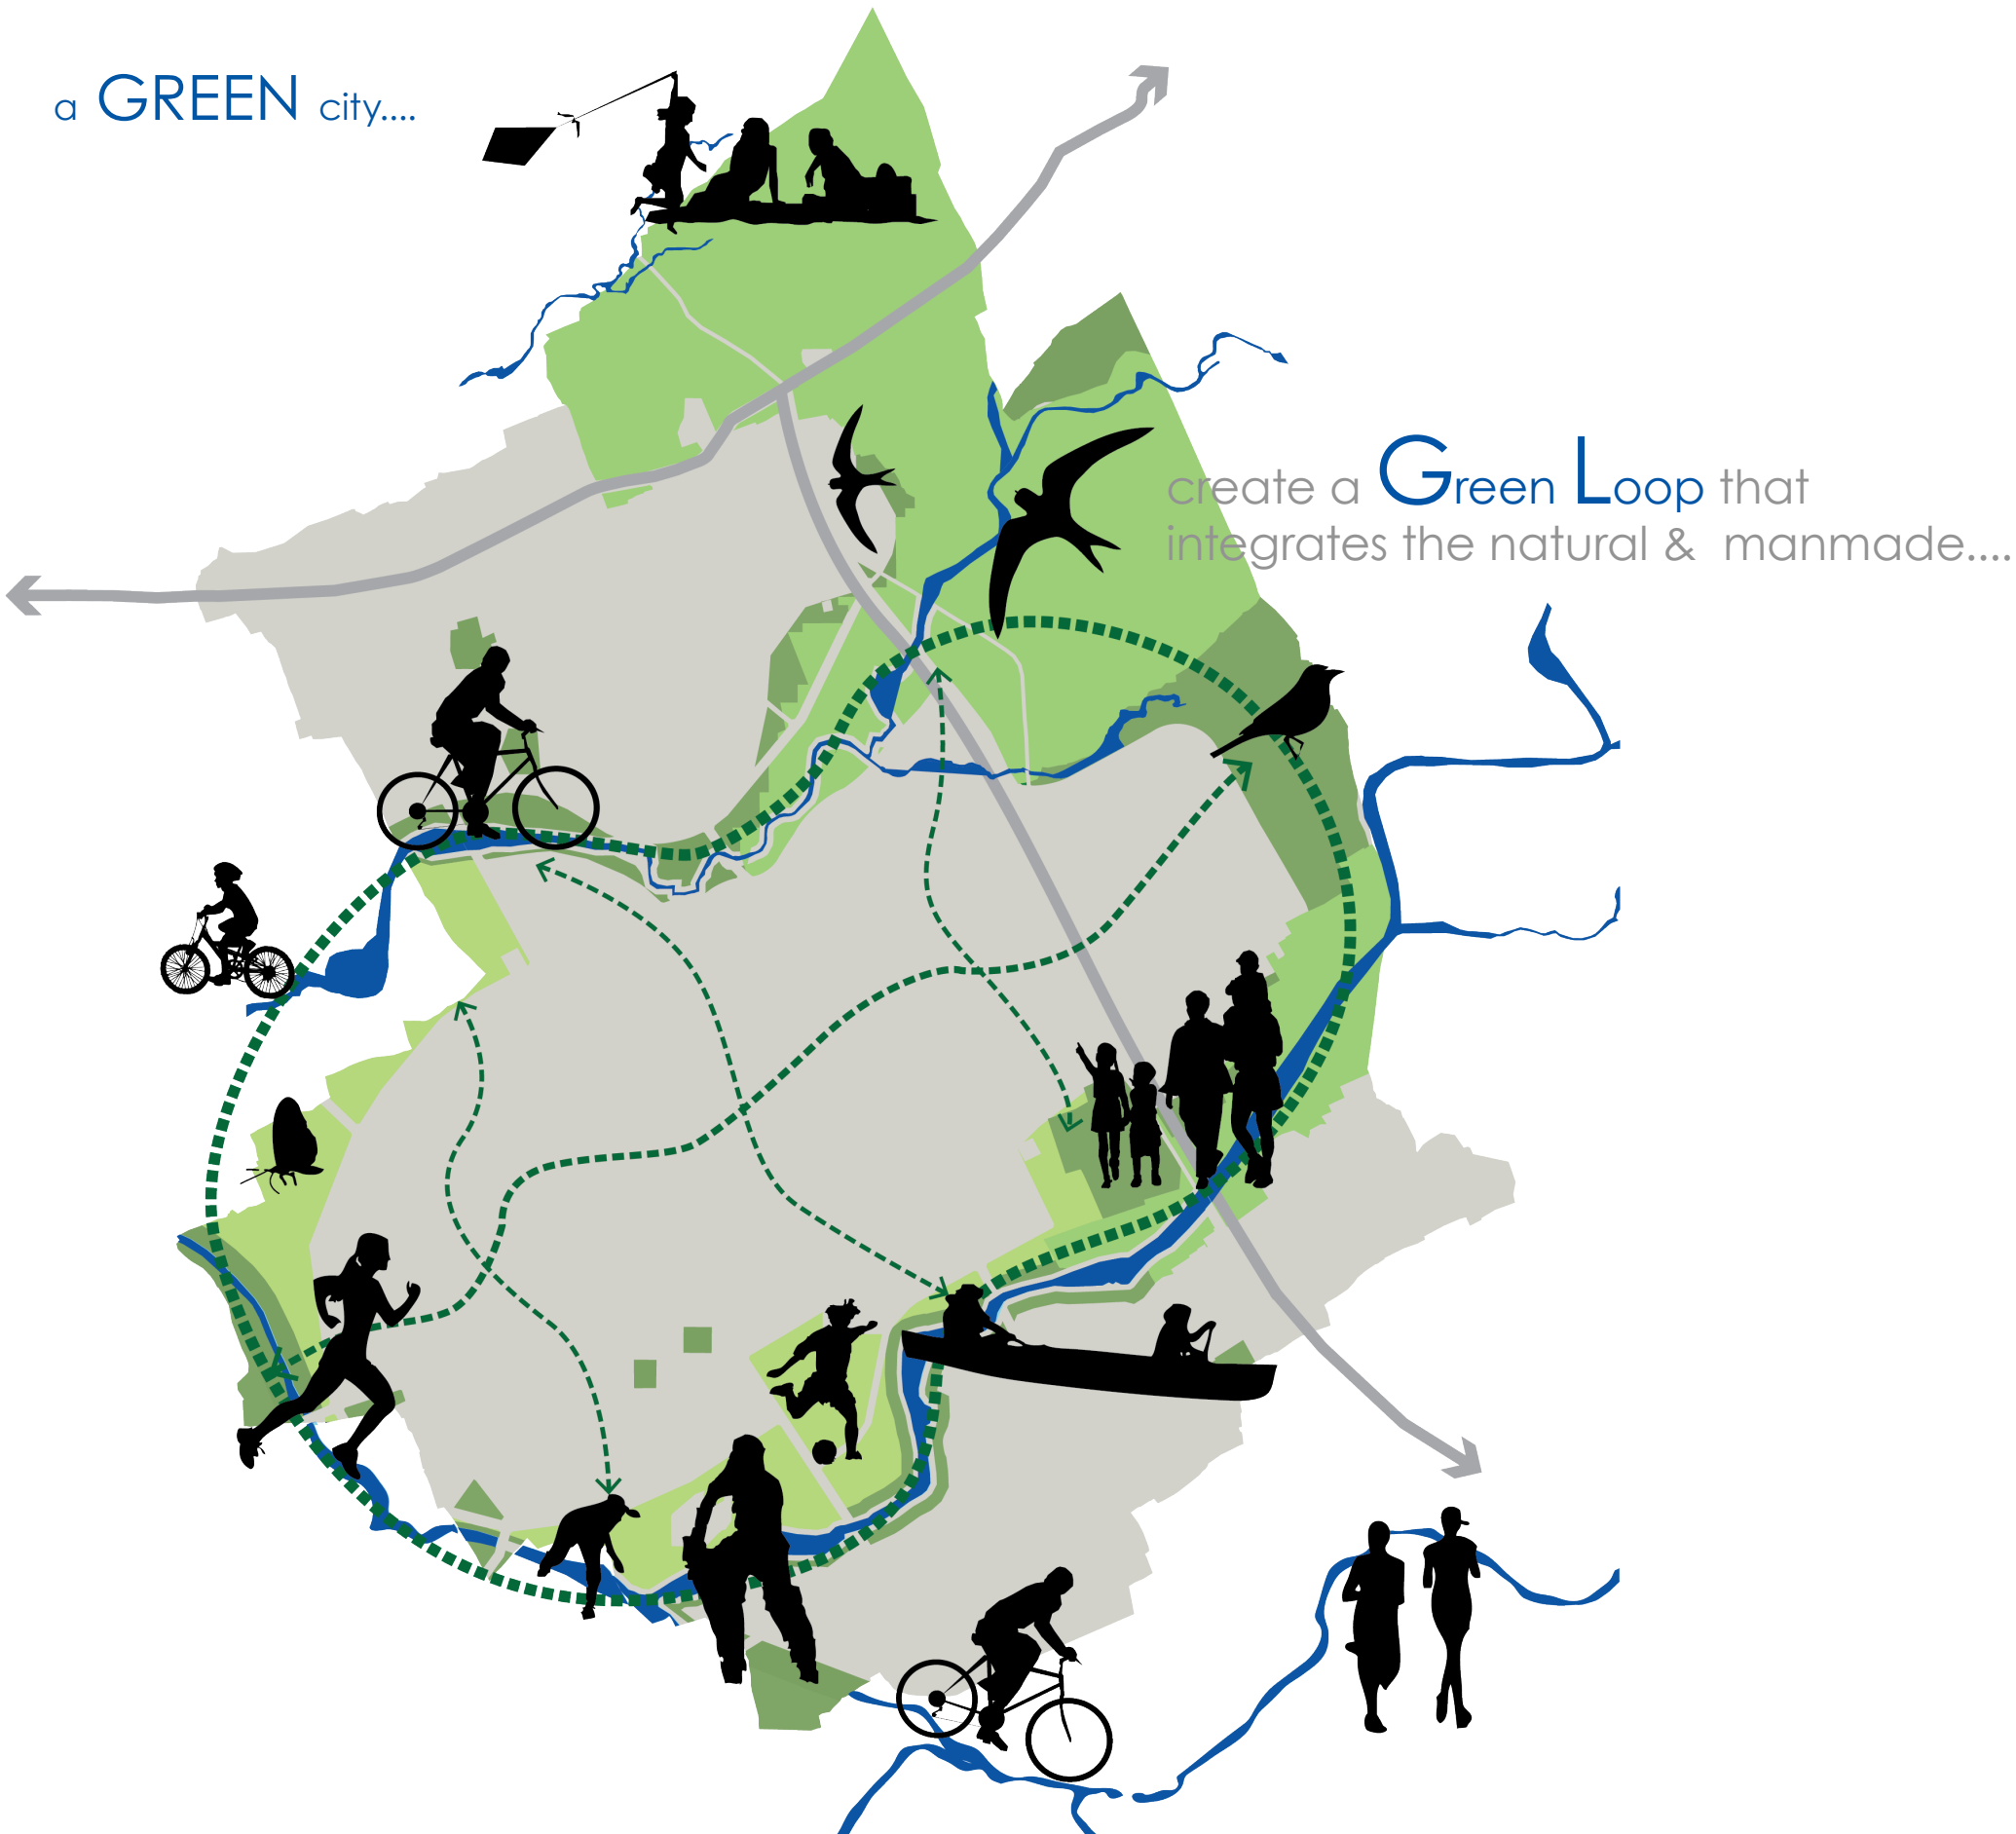 a GREEN city....
create a Green Loop that
integrates the natural & manmade....